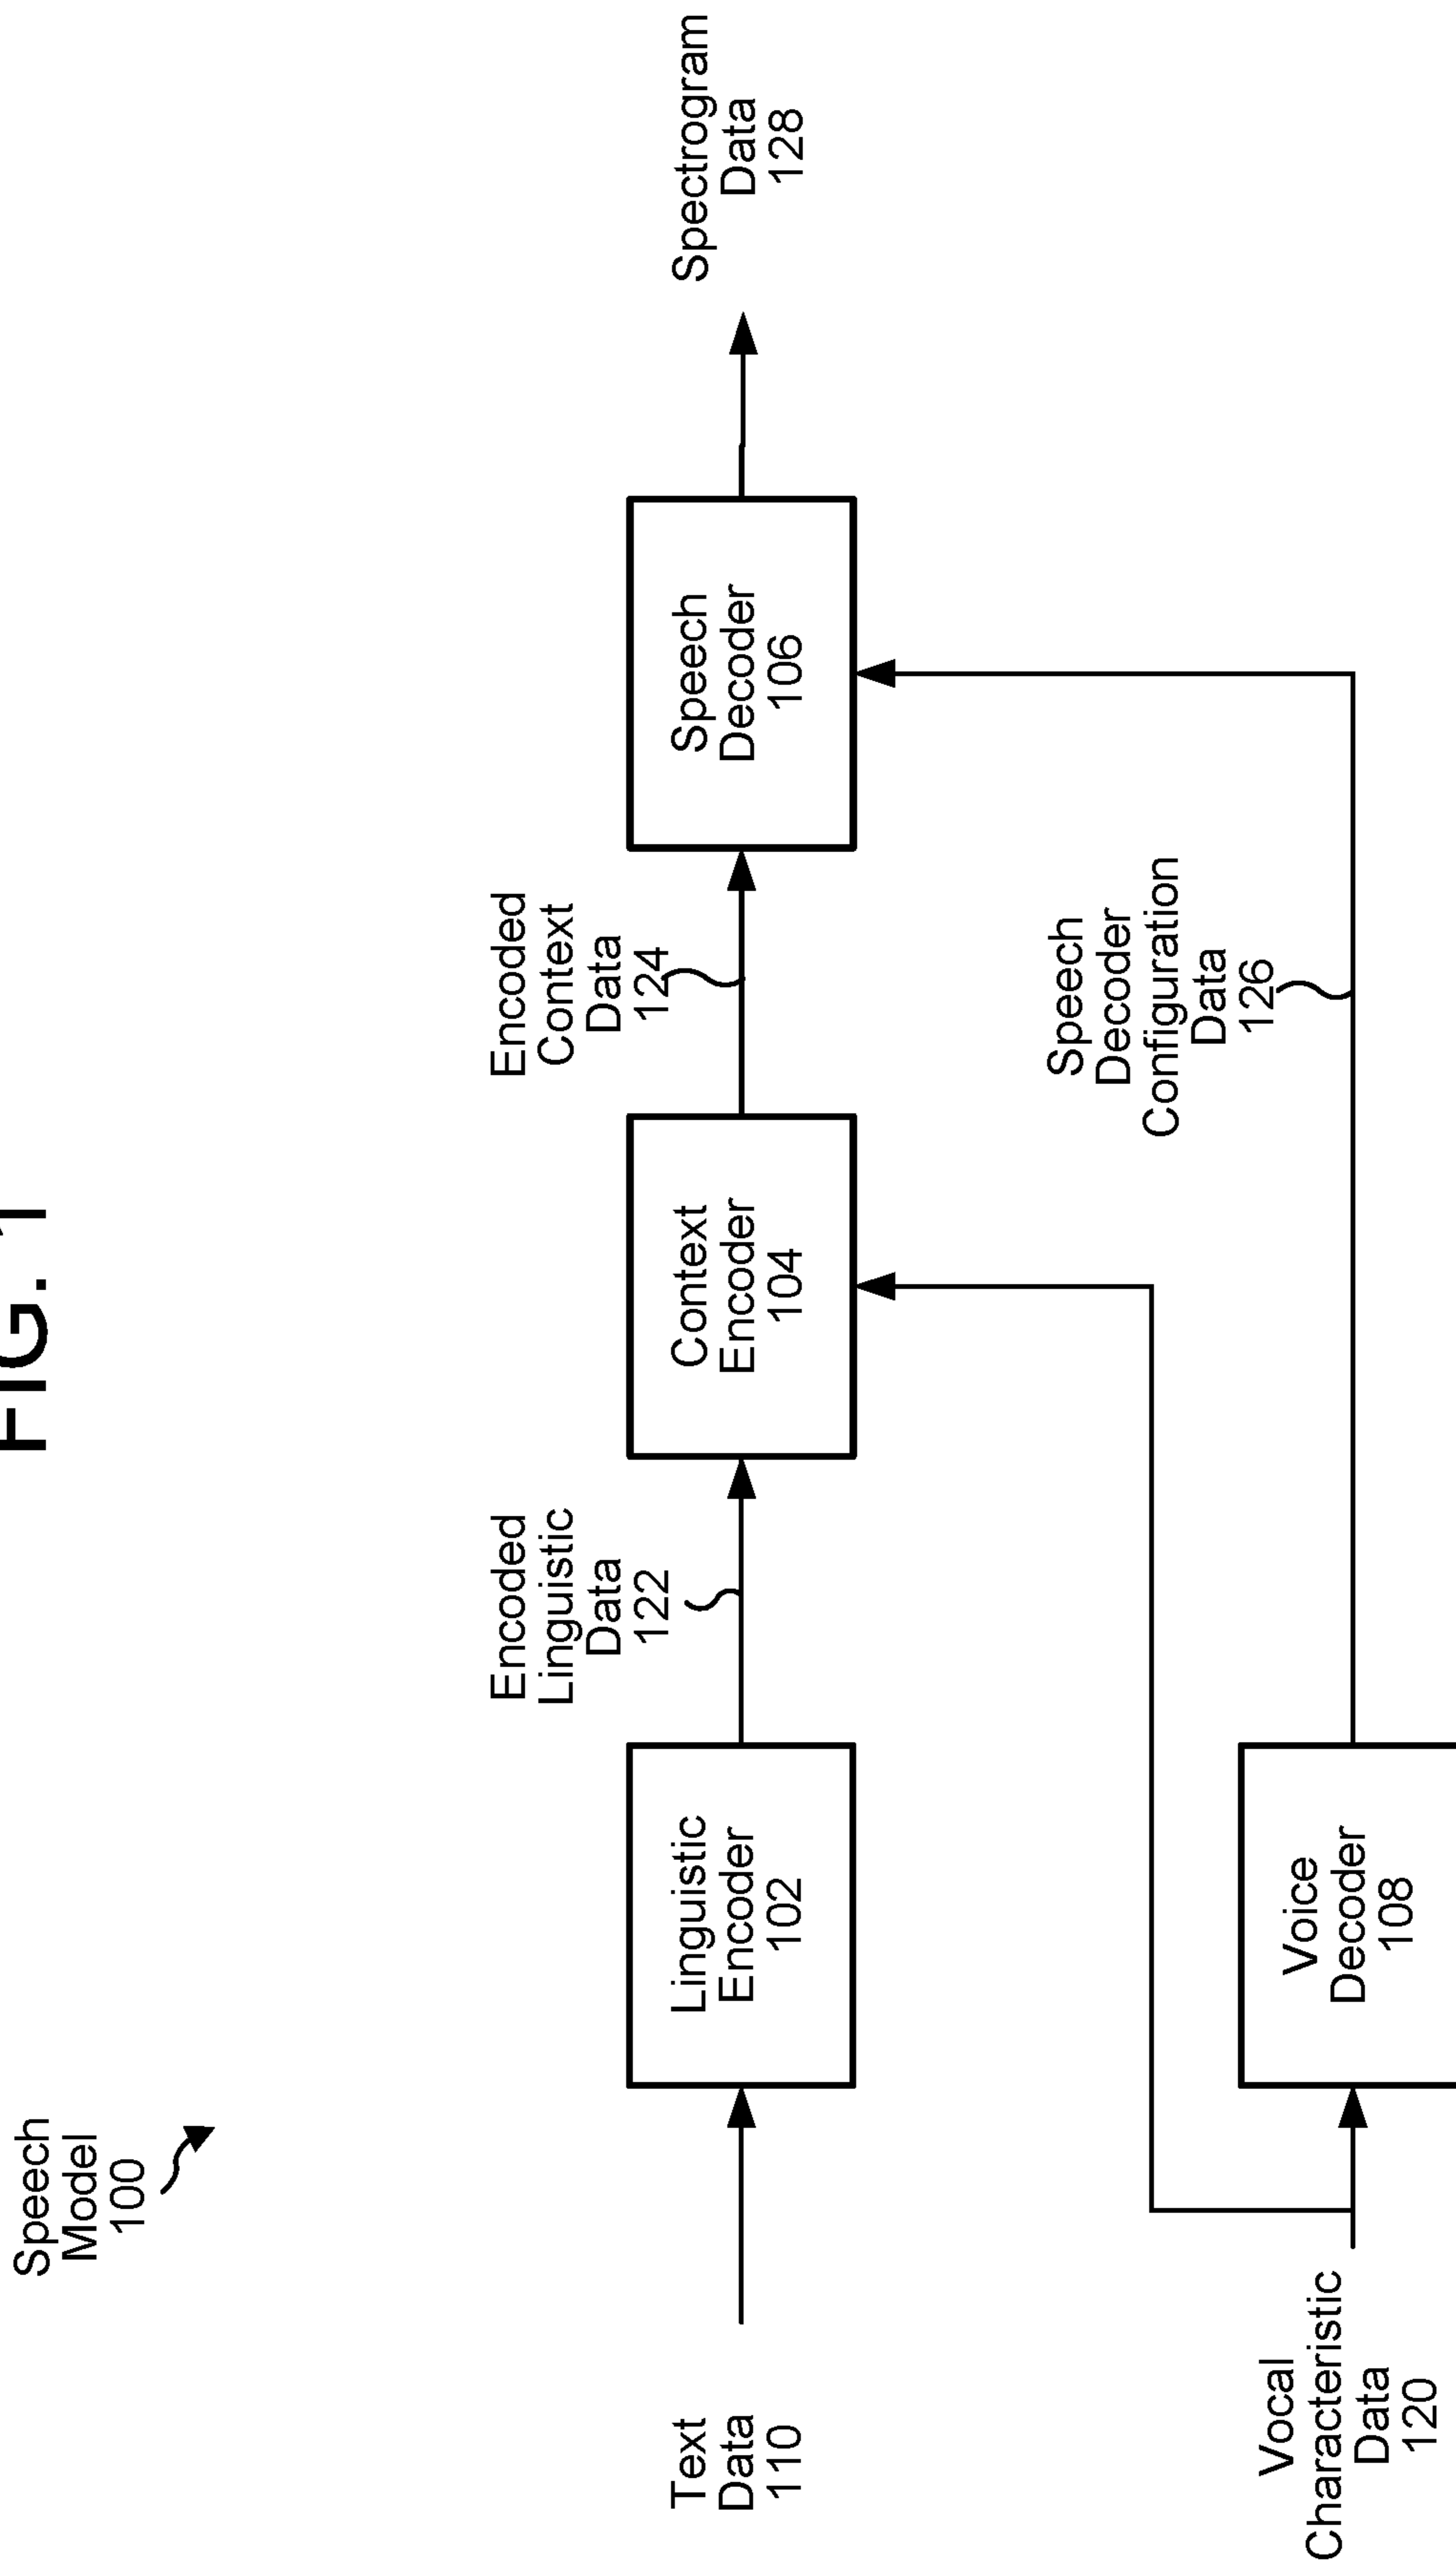 FIG. 1
Speech
Model
100
Text
Data
110
Linguistic
Encoder
102
Encoded
Linguistic
Data
122
Context
Encoder
104
Encoded
Context
Data
124
Speech
Decoder
106
Spectrogram
Data
128
Vocal
Characteristic
Data
120
Voice
Decoder
108
Speech
Decoder
Configuration
Data
126